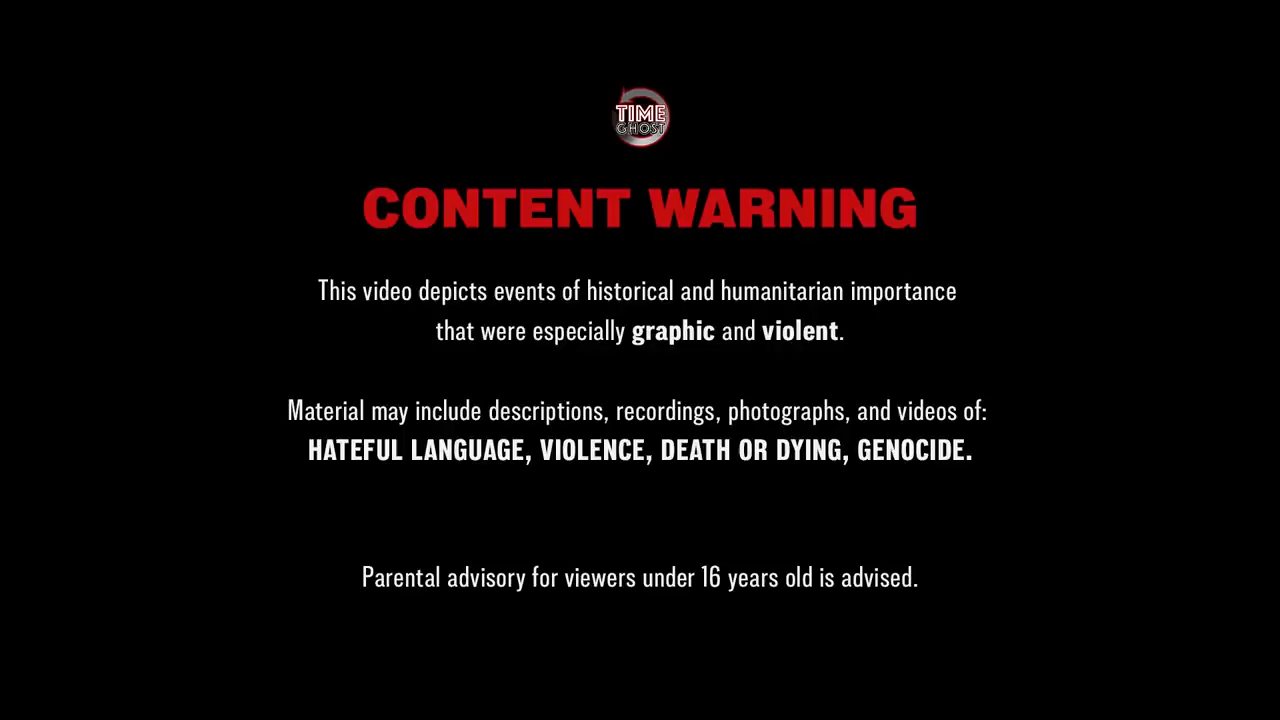 TIME
GHOST
CONTENT WARNING
This video depicts events of historical and humanitarian importance
that were especially graphic and violent.
Material may include descriptions, recordings, photographs, and videos of:
HATEFUL LANGUAGE, VIOLENCE, DEATH OR DYING, GENOCIDE.
Parental advisory for viewers under 16 years old is advised.